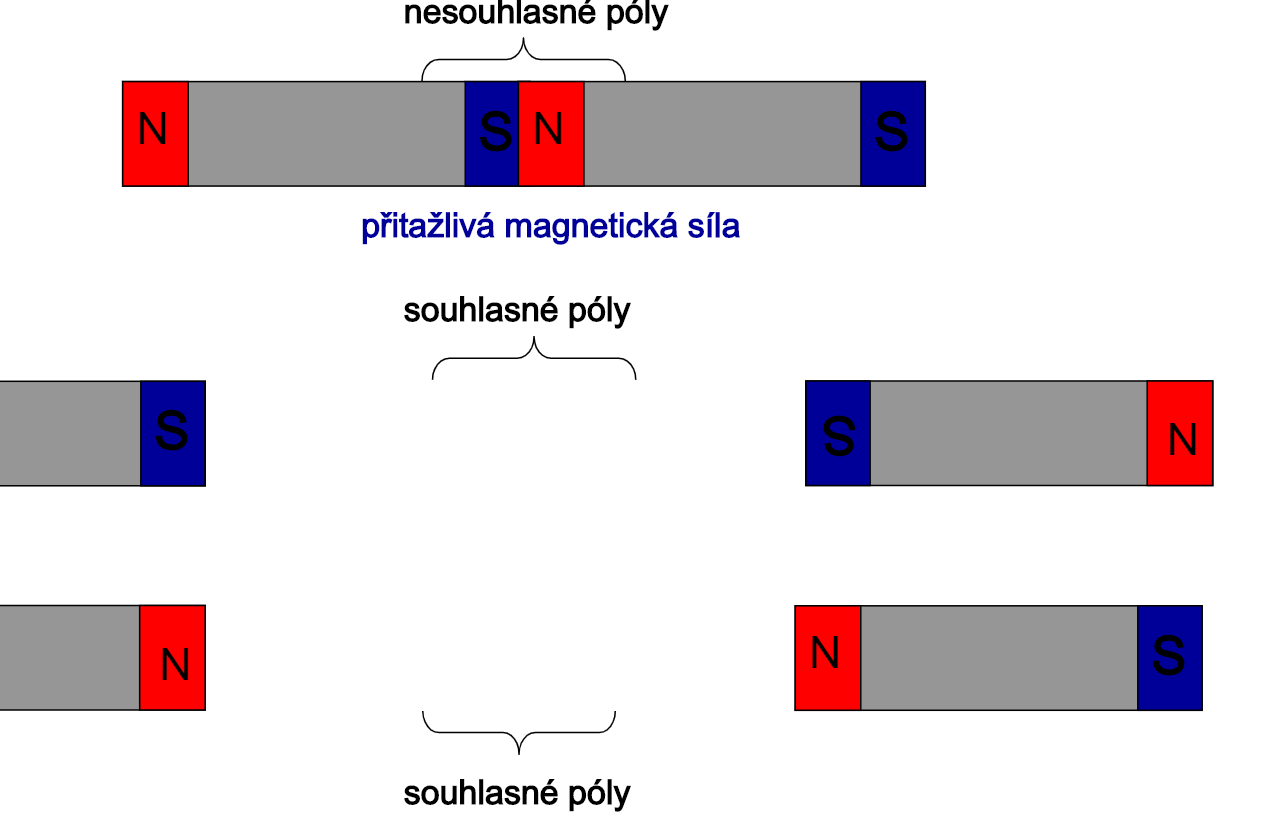 nesouhlasné póly
N S N S
přitažlivá magnetická síla
souhlasné póly
S S N
N N S
souhlasné póly